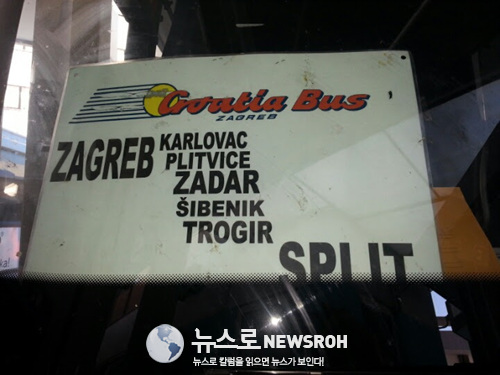 Croatia Bus
ZAGREB
ZAGREB
KARLOVAC
PLITVICE
ZADAR
ŠIBENIK
TROGIR
SPLIT
뉴스로 NEWSROH
뉴스로 칼럼을 읽으면 뉴스가 보인다!